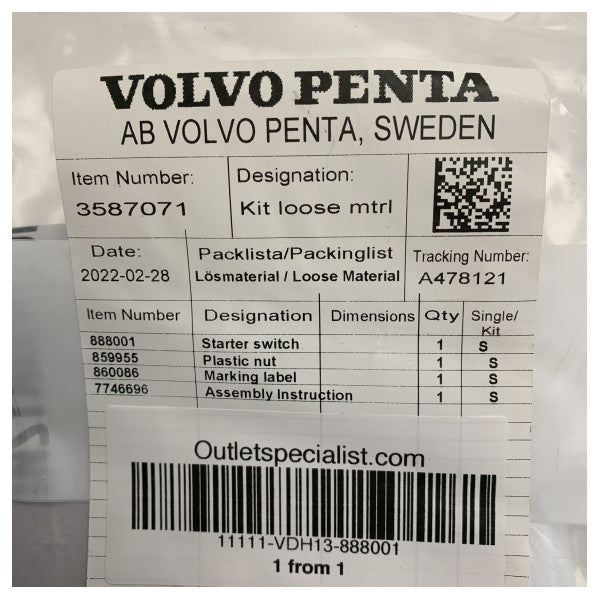 VOLVO PENTA
AB VOLVO PENTA, SWEDEN
Item Number: Designation:
3587071 Kit loose mtrl
Date: Packlista/Packinglist Tracking Number:
2022-02-28 Lösmaterial / Loose Material A478121
Item Number Designation Dimensions Qty Single/
Kit
888001 Starter switch 1 S
859955 Plastic nut 1 S
860086 Marking label 1 S
7746696 Assembly Instruction 1 S
Outletspecialist.com
11111-VDH13-888001
1 from 1